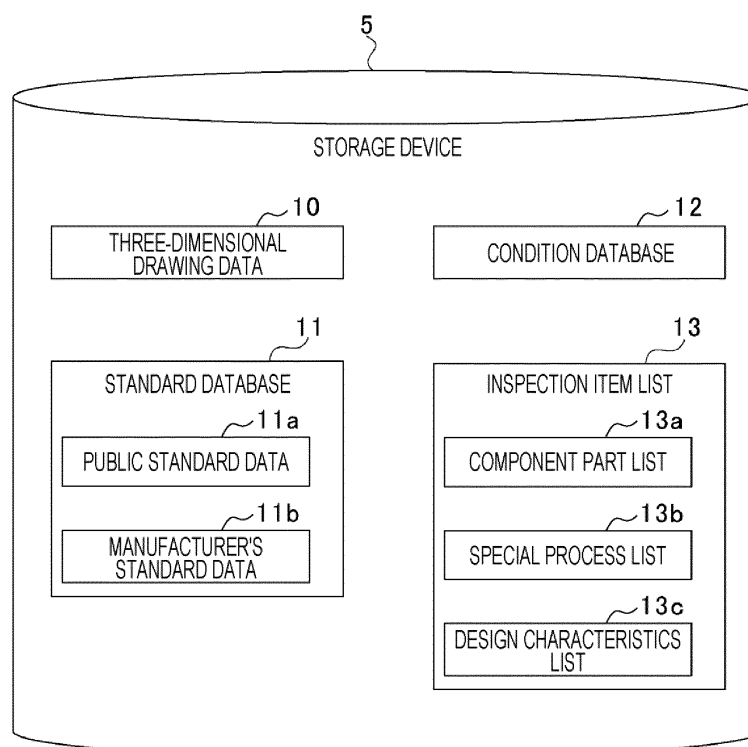 5
STORAGE DEVICE
10
THREE-DIMENSIONAL
DRAWING DATA
12
CONDITION DATABASE
11
STANDARD DATABASE
11a
PUBLIC STANDARD DATA
11b
MANUFACTURER'S
STANDARD DATA
13
INSPECTION ITEM LIST
13a
COMPONENT PART LIST
13b
SPECIAL PROCESS LIST
13c
DESIGN CHARACTERISTICS
LIST